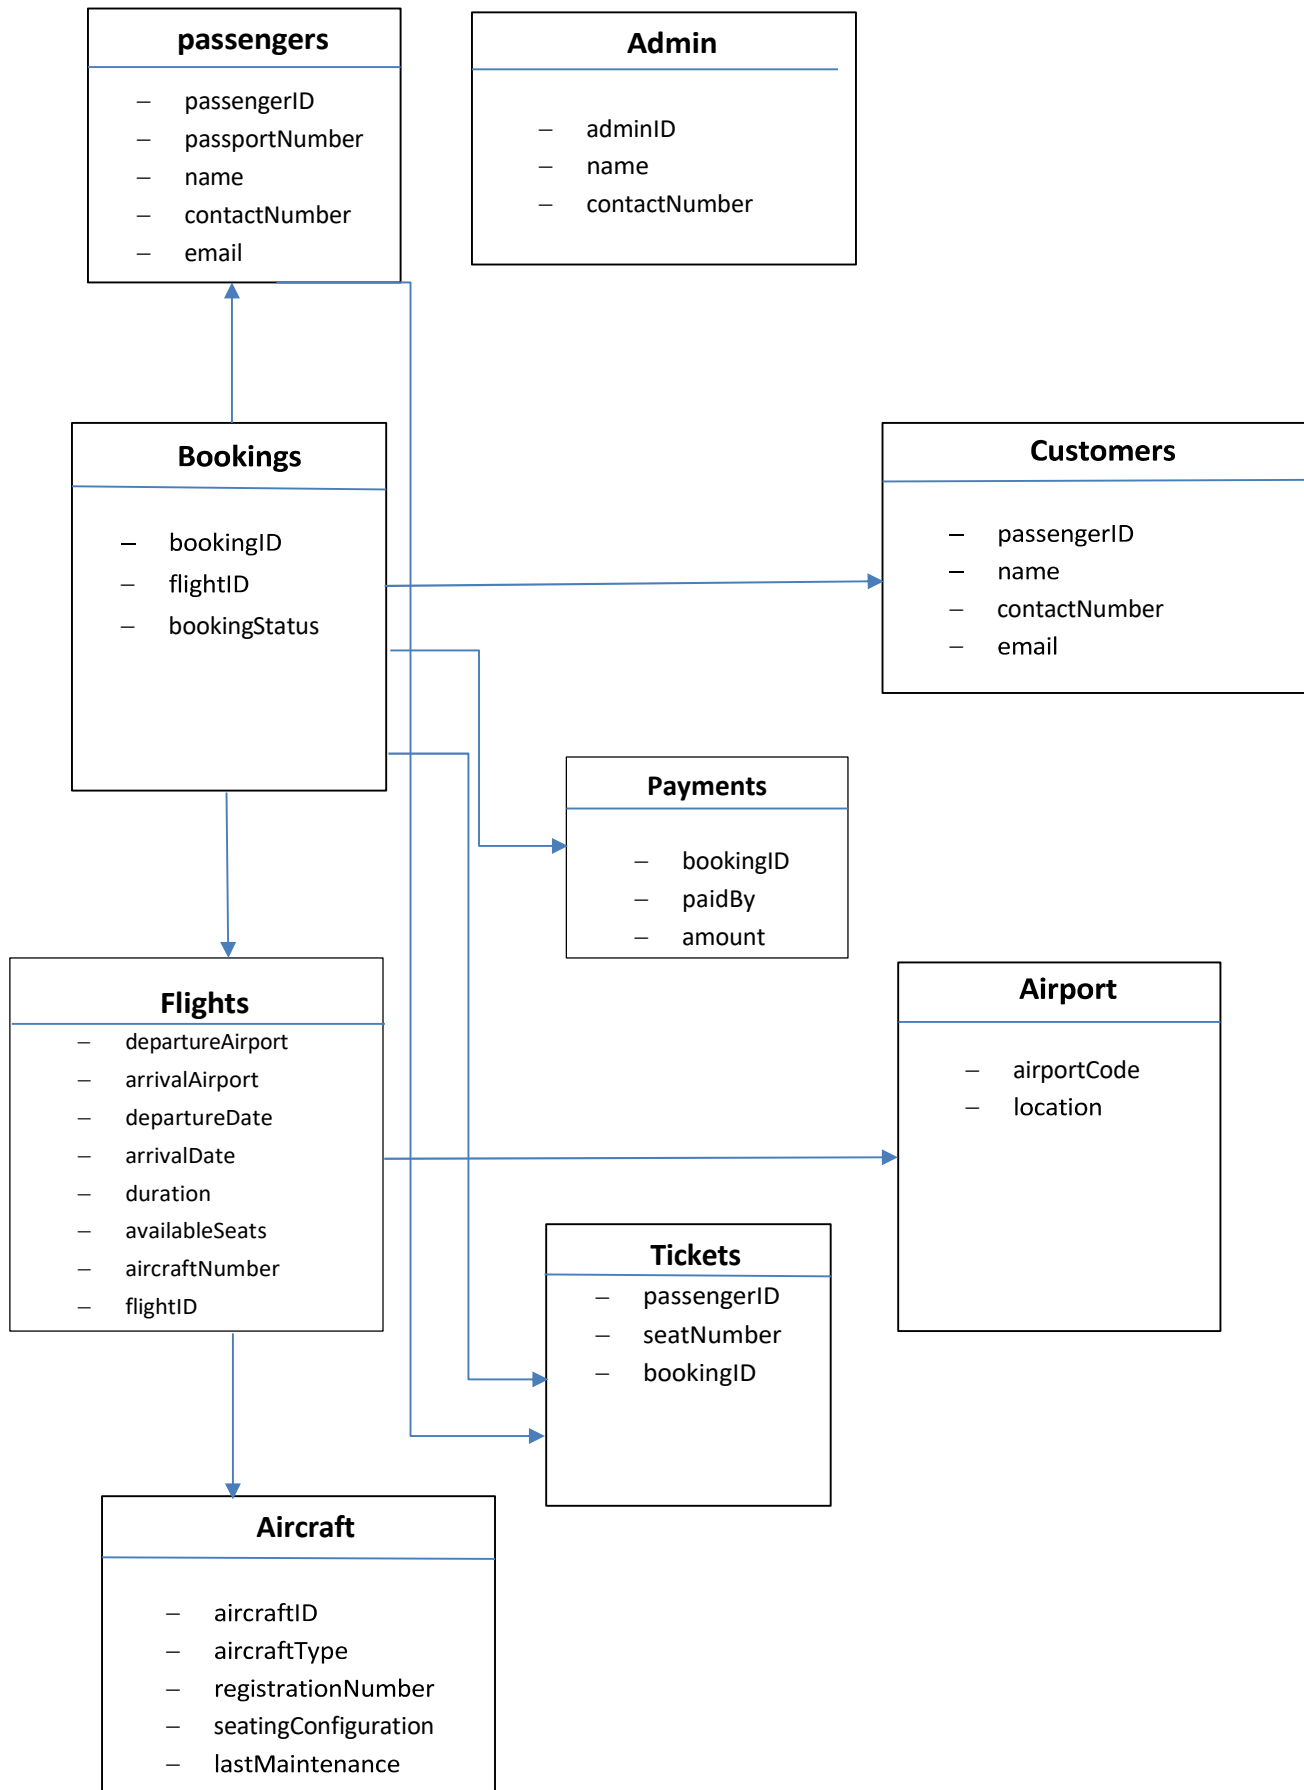 passengers
– passengerID
– passportNumber
– name
– contactNumber
– email
Admin
– adminID
– name
– contactNumber
Bookings
– bookingID
– flightID
– bookingStatus
Customers
– passengerID
– name
– contactNumber
– email
Payments
– bookingID
– paidBy
– amount
Flights
– departureAirport
– arrivalAirport
– departureDate
– arrivalDate
– duration
– availableSeats
– aircraftNumber
– flightID
Airport
– airportCode
– location
Tickets
– passengerID
– seatNumber
– bookingID
Aircraft
– aircraftID
– aircraftType
– registrationNumber
– seatingConfiguration
– lastMaintenance